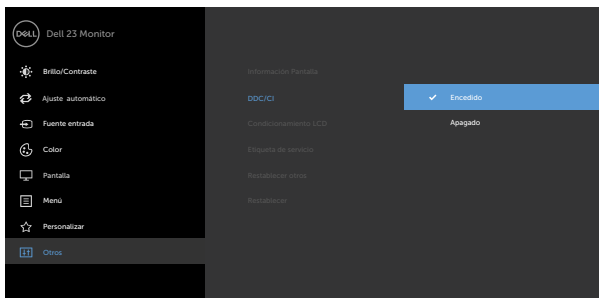 DELL Dell 23 Monitor
Brillo/Contraste
Ajuste automático
Fuente entrada
Color
Pantalla
Menú
Personalizar
Otros
Información Pantalla
DDC/CI
Condicionamiento LCD
Etiqueta de servicio
Restablecer otros
Restablecer
Encedido
Apagado